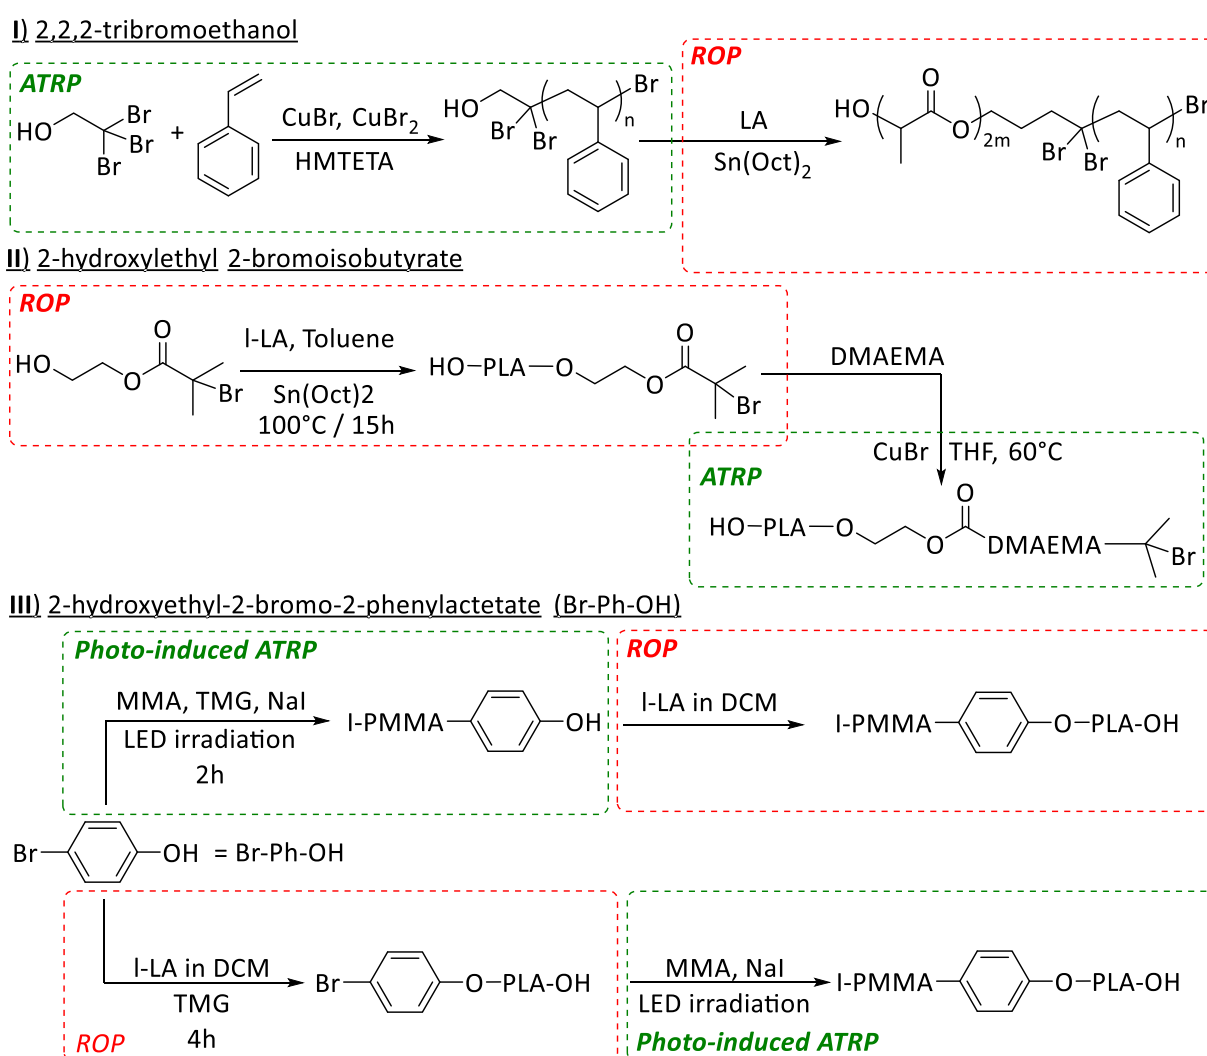 I) 2,2,2-tribromoethanol
ATRP
HO
Br
Br
Br
+
CuBr, CuBr2
HMTETA
HO
Br
Br
n
Br
ROP
LA
Sn(Oct)2
HO
O
O
2m
Br
Br
n
Br
II) 2-hydroxylethyl 2-bromoisobutyrate
ROP
HO
O
O
Br
l-LA, Toluene
Sn(Oct)2
100°C / 15h
HO-PLA-O
O
O
Br
DMAEMA
CuBr THF, 60°C
ATRP
HO-PLA-O
O
O
DMAEMA
Br
III) 2-hydroxyethyl-2-bromo-2-phenylactetate (Br-Ph-OH)
Photo-induced ATRP
MMA, TMG, NaI
LED irradiation
2h
I-PMMA
OH
ROP
l-LA in DCM
I-PMMA
O-PLA-OH
Br
OH = Br-Ph-OH
l-LA in DCM
TMG
4h
ROP
Br
O-PLA-OH
MMA, NaI
LED irradiation
I-PMMA
O-PLA-OH
Photo-induced ATRP